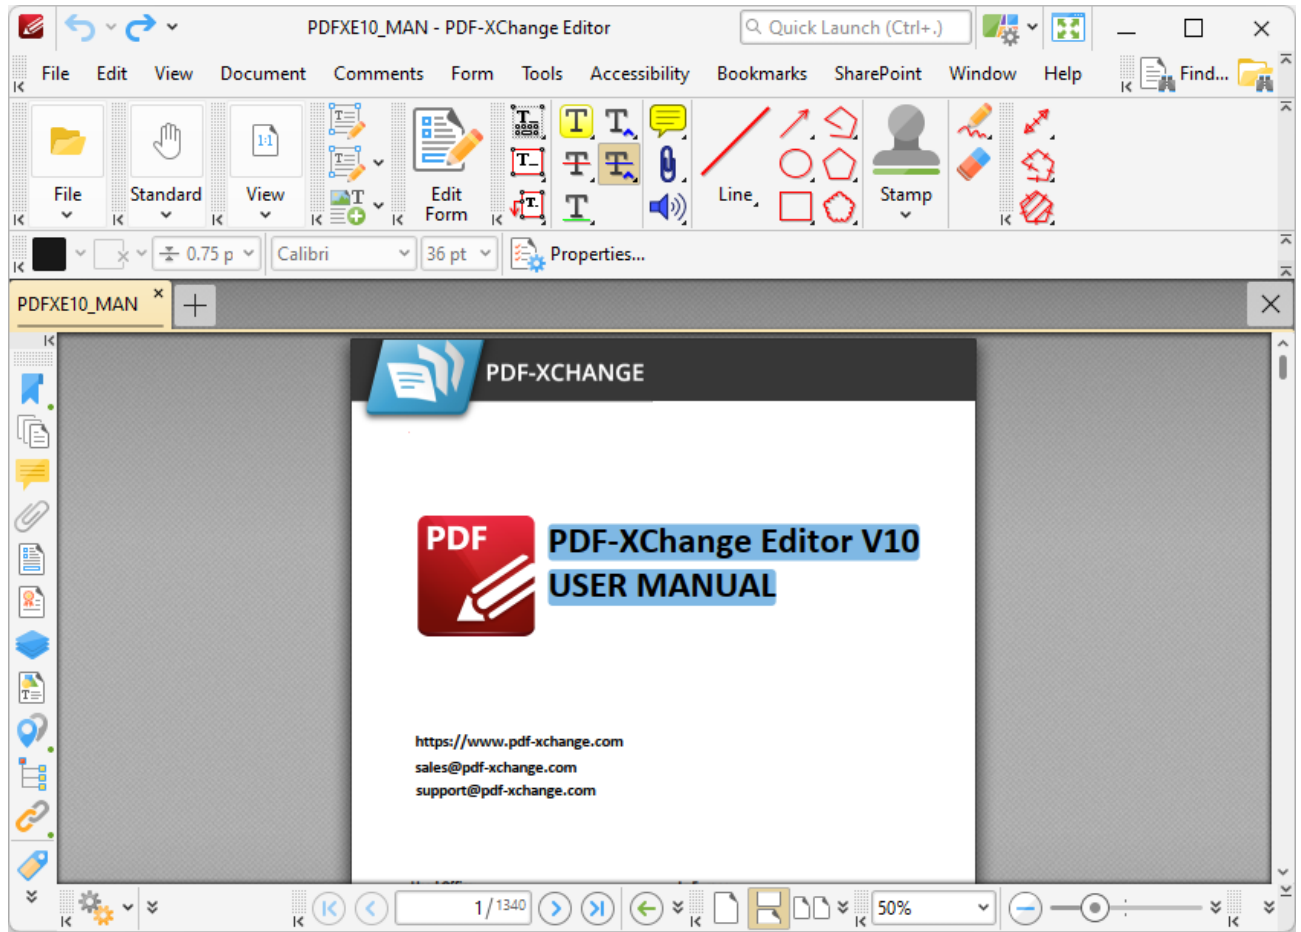 PDFXE10_MAN - PDF-XChange Editor
Quick Launch (Ctrl+.)
File Edit View Document Comments Form Tools Accessibility Bookmarks SharePoint Window Help Find...
File
Standard
1:1
View
Edit
Form
Line
Stamp
0.75 p
Calibri
36 pt
Properties...
PDFXE10_MAN
PDF-XCHANGE
PDF
PDF-XChange Editor V10
USER MANUAL
https://www.pdf-xchange.com
sales@pdf-xchange.com
support@pdf-xchange.com
1/1340
50%